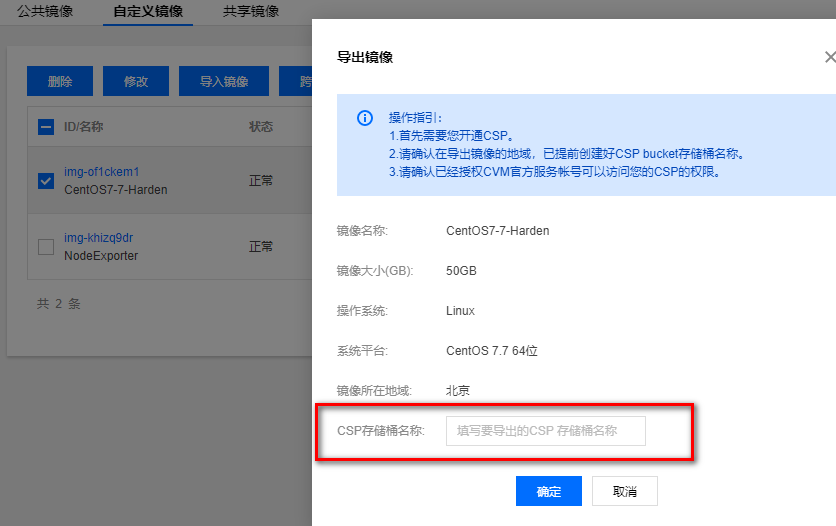 公共镜像 自定义镜像 共享镜像
删除 修改 导入镜像 跨
ID/名称 状态
img-of1ckem1
CentOS7-7-Harden
正常
img-khizq9dr
NodeExporter
正常
共 2 条
导出镜像
操作指引：
1.首先需要您开通CSP。
2.请确认在导出镜像的地域，已提前创建好CSP bucket存储桶名称。
3.请确认已经授权CVM官方服务帐号可以访问您的CSP的权限。
镜像名称: CentOS7-7-Harden
镜像大小(GB): 50GB
操作系统: Linux
系统平台: CentOS 7.7 64位
镜像所在地域: 北京
CSP存储桶名称: 填写要导出的CSP 存储桶名称
确定 取消